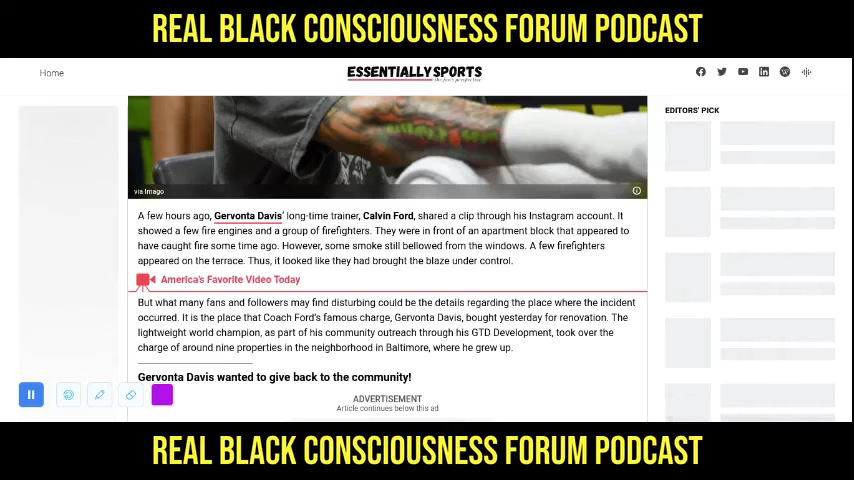 REAL BLACK CONSCIOUSNESS FORUM PODCAST
Home
ESSENTIALLYSPORTS
the fan's perspective
EDITORS' PICK
via Imago
A few hours ago, Gervonta Davis' long-time trainer, Calvin Ford, shared a clip through his Instagram account. It
showed a few fire engines and a group of firefighters. They were in front of an apartment block that appeared to
have caught fire some time ago. However, some smoke still bellowed from the windows. A few firefighters
appeared on the terrace. Thus, it looked like they had brought the blaze under control.
America's Favorite Video Today
But what many fans and followers may find disturbing could be the details regarding the place where the incident
occurred. It is the place that Coach Ford's famous charge, Gervonta Davis, bought yesterday for renovation. The
lightweight world champion, as part of his community outreach through his GTD Development, took over the
charge of around nine properties in the neighborhood in Baltimore, where he grew up.
Gervonta Davis wanted to give back to the community!
ADVERTISEMENT
Article continues below this ad
REAL BLACK CONSCIOUSNESS FORUM PODCAST